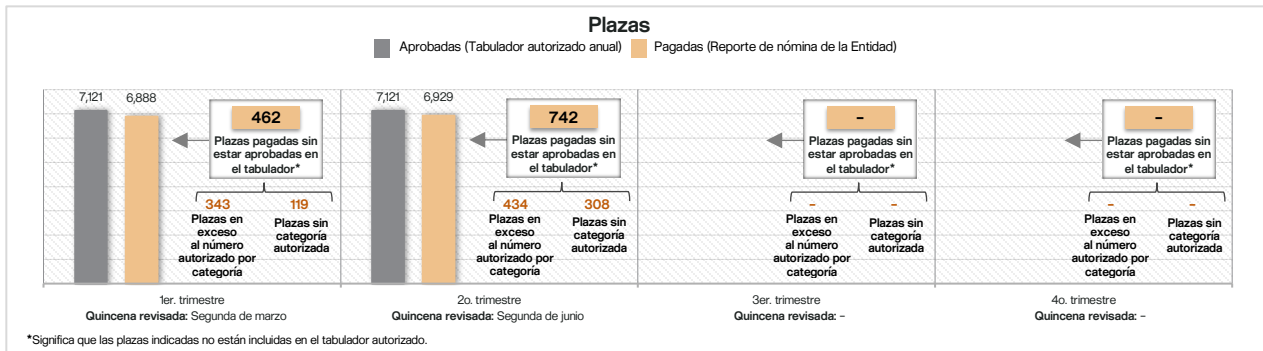 Plazas
Aprobadas (Tabulador autorizado anual) Pagadas (Reporte de nómina de la Entidad)
7,121
6,888
462
Plazas pagadas sin
estar aprobadas en
el tabulador*
343
Plazas en
exceso
al número
autorizado por
categoría
119
Plazas sin
categoría
autorizada
1er. trimestre
Quincena revisada: Segunda de marzo
7,121
6,929
742
Plazas pagadas sin
estar aprobadas en
el tabulador*
434
Plazas en
exceso
al número
autorizado por
categoría
308
Plazas sin
categoría
autorizada
2o. trimestre
Quincena revisada: Segunda de junio
-
Plazas pagadas sin
estar aprobadas en
el tabulador*
-
Plazas en
exceso
al número
autorizado por
categoría
-
Plazas sin
categoría
autorizada
3er. trimestre
Quincena revisada: -
-
Plazas pagadas sin
estar aprobadas en
el tabulador*
-
Plazas en
exceso
al número
autorizado por
categoría
-
Plazas sin
categoría
autorizada
4o. trimestre
Quincena revisada: -
*Significa que las plazas indicadas no están incluidas en el tabulador autorizado.